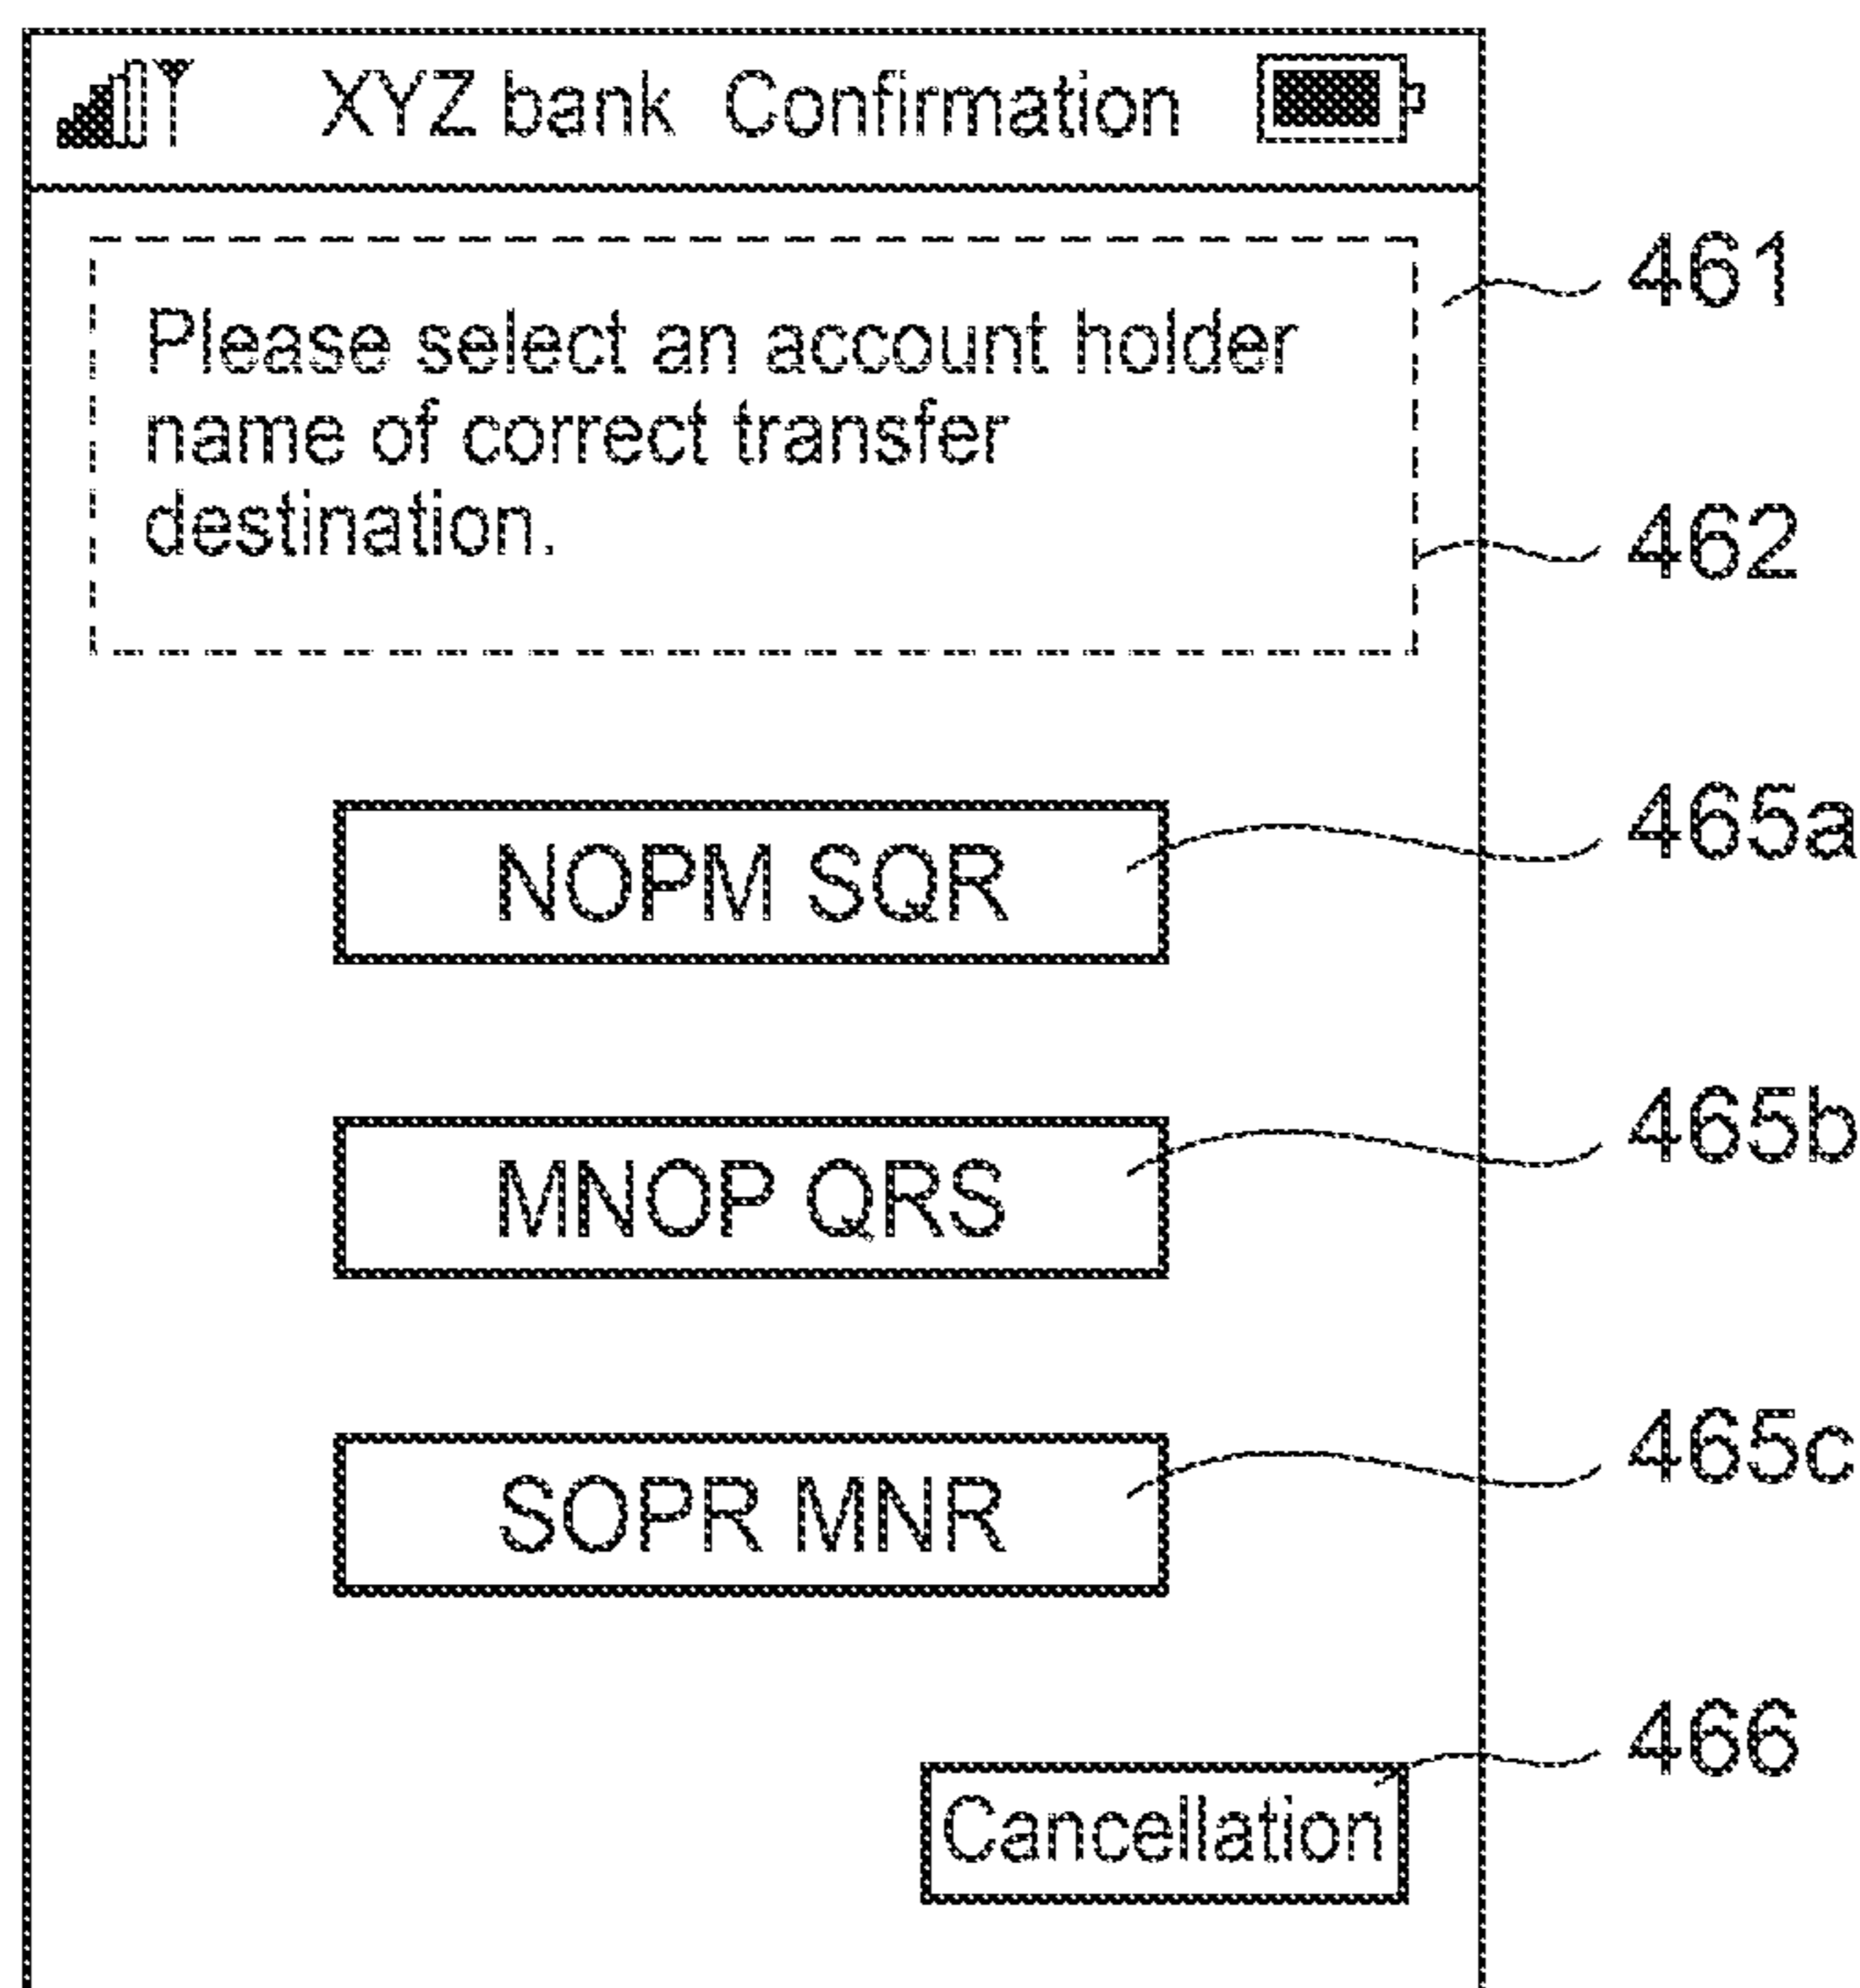 XYZ bank Confirmation
461
Please select an account holder
name of correct transfer
destination.
462
NOPM SQR
465a
MNOP QRS
465b
SOPR MNR
465c
466
Cancellation